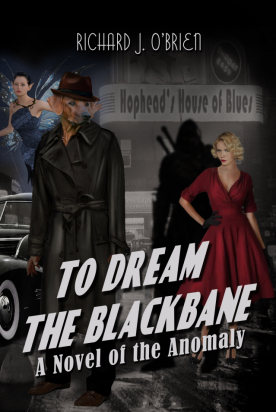 RICHARD J. O'BRIEN
Hophead's House of Blues
TO DREAM
THE BLACKBANE
A Novel of the Anomaly